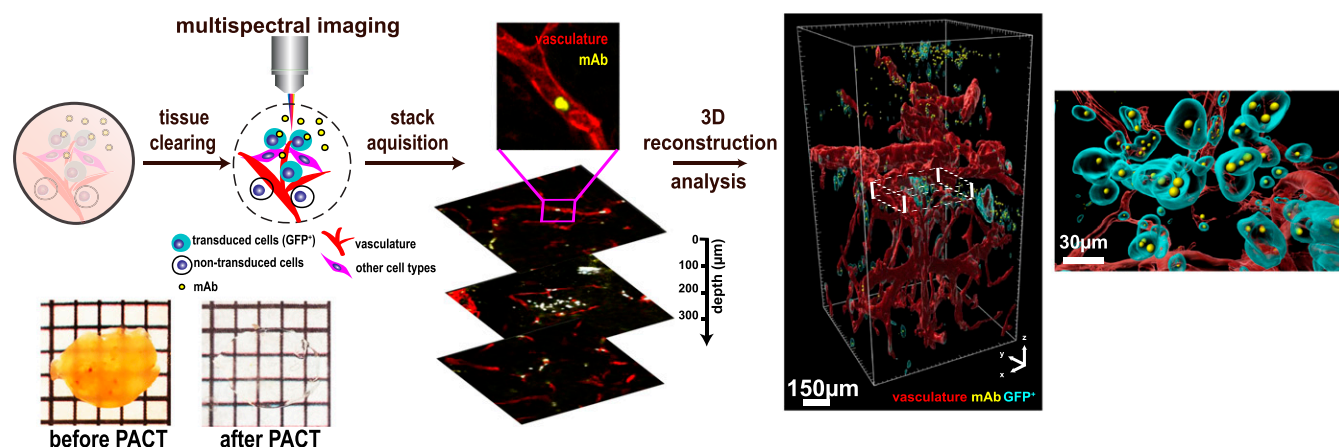 multispectral imaging
tissue
clearing
stack
aquisition
vasculature
mAb
3D
reconstruction
analysis
transduced cells (GFP⁺)
non-transduced cells
mAb
vasculature
other cell types
0
100
200
300
depth (µm)
before PACT
after PACT
z
y
x
150µm
vasculature mAb GFP⁺
30µm